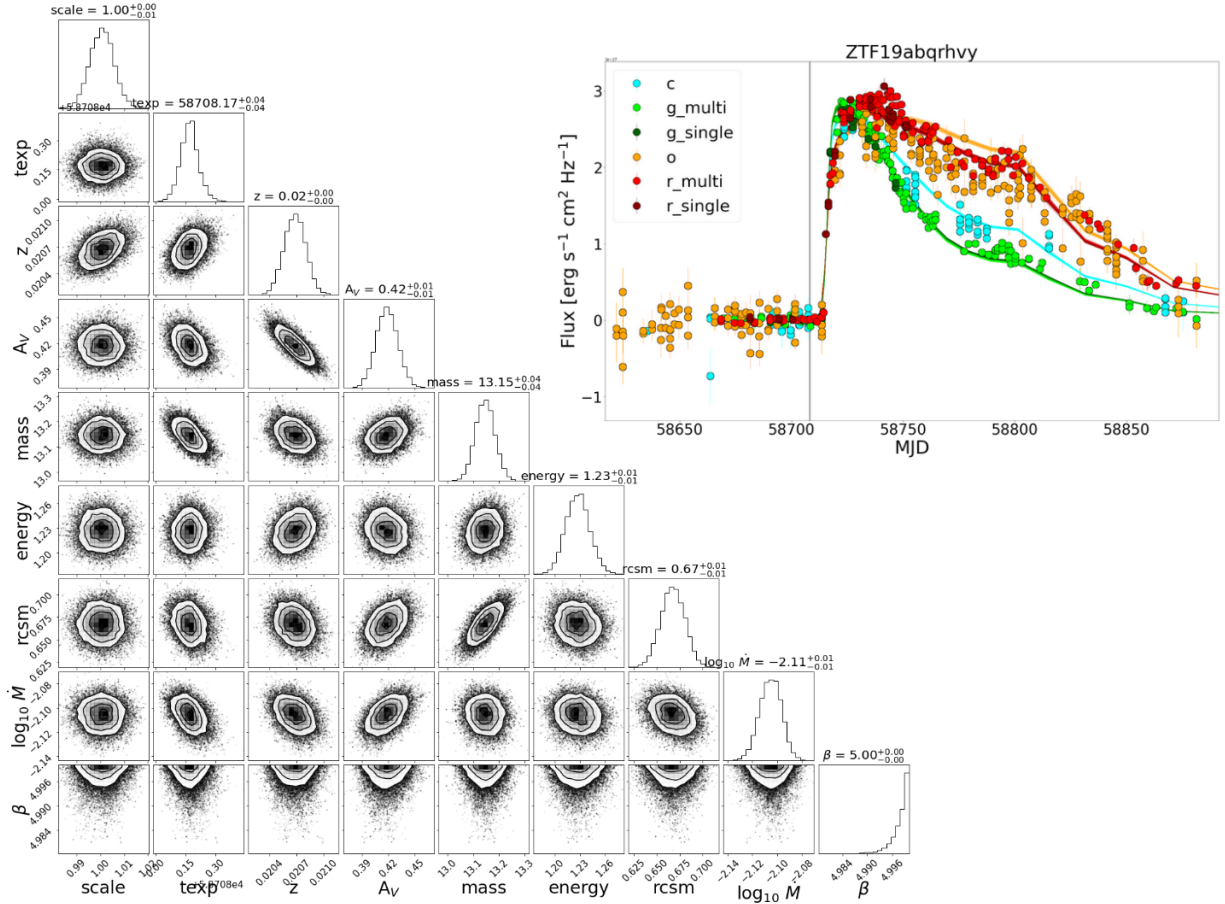 scale = 1.00+0.00−0.01
texp = 58708.17+0.04−0.04
z = 0.02+0.00−0.00
AV = 0.42+0.01−0.01
mass = 13.15+0.04−0.04
energy = 1.23+0.01−0.01
rcsm = 0.67+0.01−0.01
log10 Ṁ = −2.11+0.01−0.01
β = 5.00+0.00−0.00
ZTF19abqrhvy
c
g_multi
g_single
o
r_multi
r_single
Flux [erg s−1 cm2 Hz−1]
3
2
1
0
−1
58650 58700 58750 58800 58850
MJD
+5.8708e4
texp
0.30
0.15
0.00
z
0.0210
0.0207
0.0204
AV
0.45
0.42
0.39
mass
13.3
13.2
13.1
13.0
energy
1.26
1.23
1.20
rcsm
0.700
0.675
0.650
0.625
log10 Ṁ
−2.08
−2.10
−2.12
−2.14
β
4.996
4.990
4.984
0.99 1.00 1.01 1.02
0.00 0.15 0.30
+5.8708e4
0.0204 0.0207 0.0210
0.39 0.42 0.45
13.0 13.1 13.2 13.3
1.20 1.23 1.26
0.625 0.650 0.675 0.700
−2.14 −2.12 −2.10 −2.08
4.984 4.990 4.996
scale texp z AV mass energy rcsm log10 Ṁ β